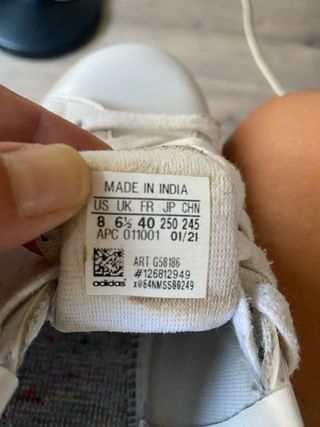 MADE IN INDIA
US UK FR JP CHN
8 6½ 40 250 245
APC 011001 01/21
ART G58186
#126812949
adidas x@64NMSS00249